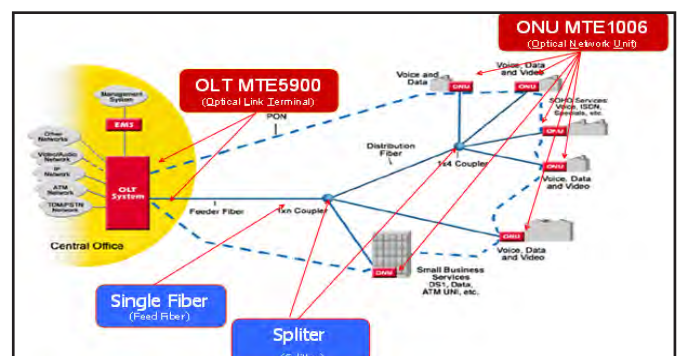 ONU MTE1006
(Optical Network Unit)
OLT MTE5900
(Optical Link Terminal)
PON
Management
System
EMS
Other
Networks
Video/Audio
Network
IP
Network
ATM
Network
TDM/PSTN
Network
OLT
System
Central Office
Feeder Fiber
1xn Coupler
Distribution
Fiber
1x4 Coupler
Voice and
Data
ONU
Voice, Data
and Video
ONU
SOHO Services:
Voice, ISDN,
Specials, etc.
ONU
ONU
Voice, Data
and Video
ONU
Voice, Data
and Video
ONU
Small Business
Services
DS1, Data,
ATM UNI, etc.
Single Fiber
(Feed Fiber)
Spliter